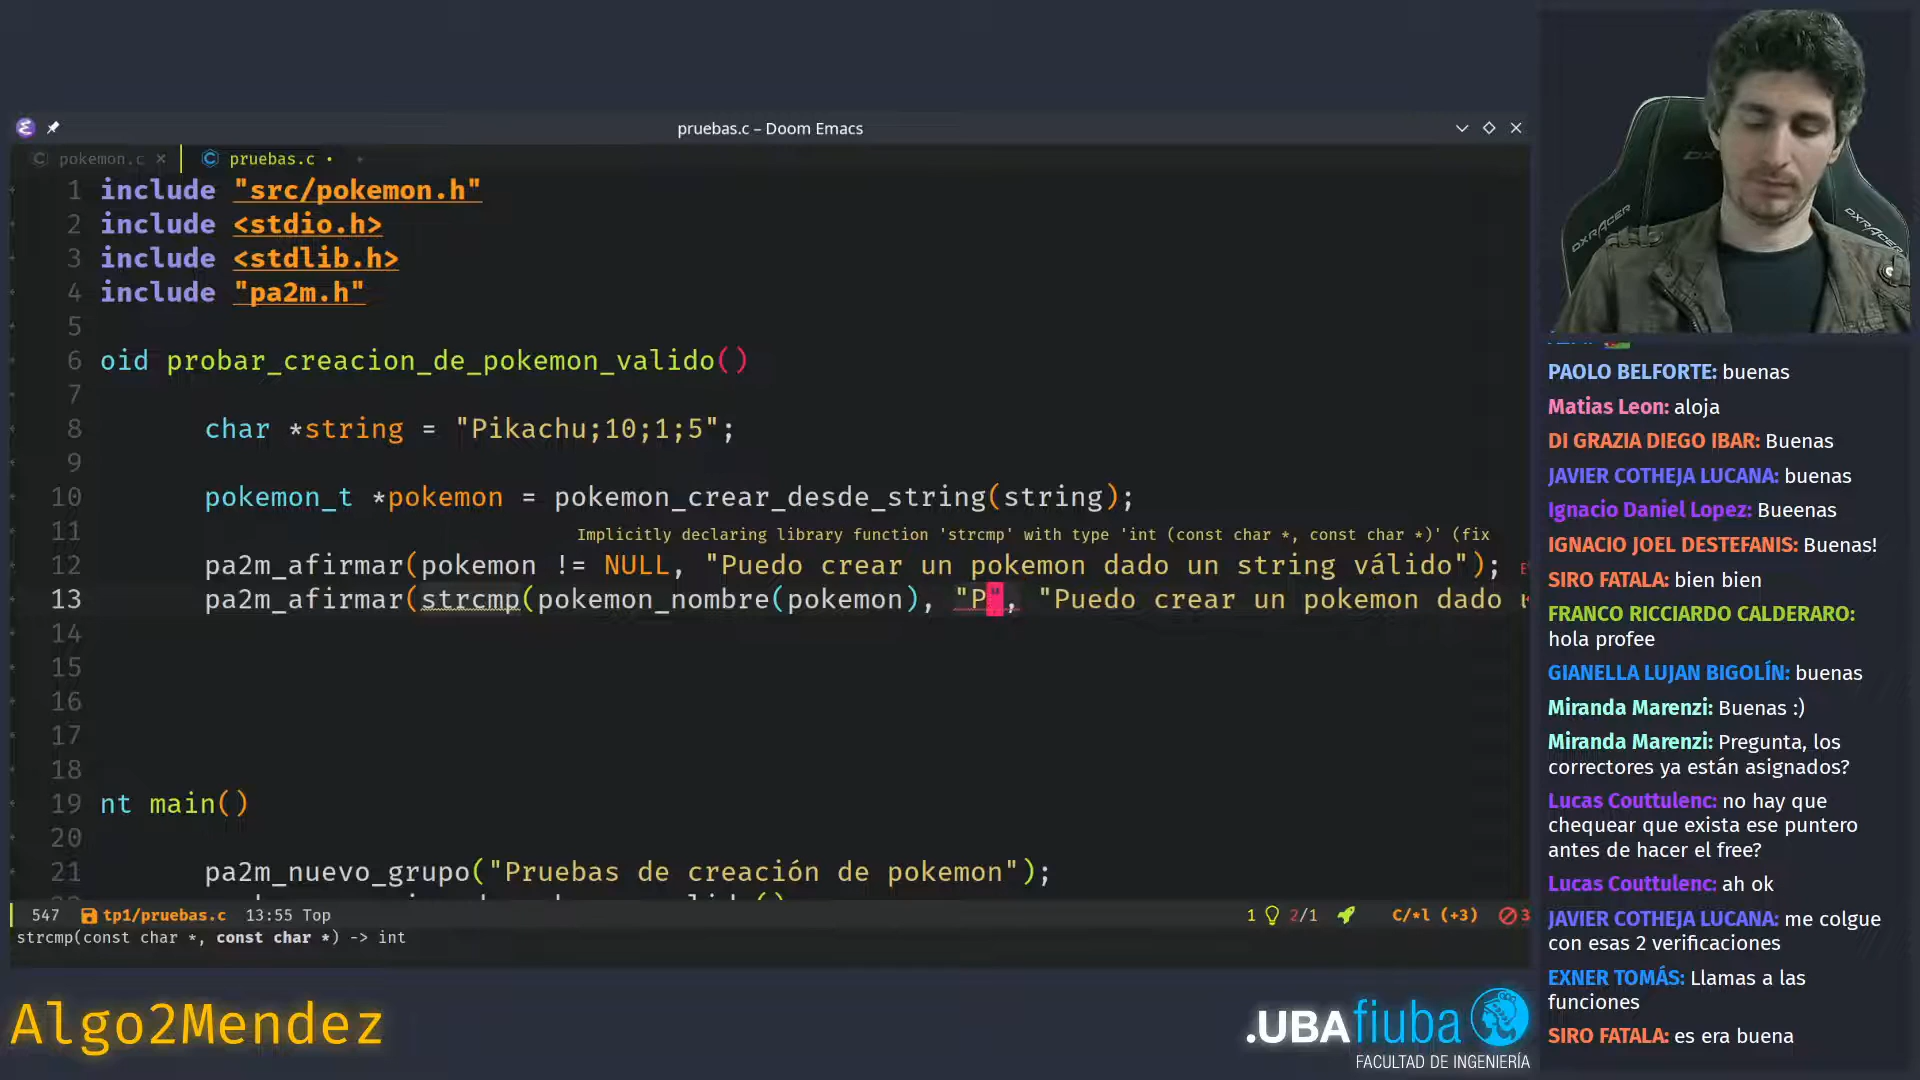 pruebas.c – Doom Emacs
pokemon.c ×
pruebas.c •
1 include "src/pokemon.h"
2 include <stdio.h>
3 include <stdlib.h>
4 include "pa2m.h"
5
6 oid probar_creacion_de_pokemon_valido()
7
8 char *string = "Pikachu;10;1;5";
9
10 pokemon_t *pokemon = pokemon_crear_desde_string(string);
11 Implicitly declaring library function 'strcmp' with type 'int (const char *, const char *)' (fix
12 pa2m_afirmar(pokemon != NULL, "Puedo crear un pokemon dado un string válido");
13 pa2m_afirmar(strcmp(pokemon_nombre(pokemon), "P", "Puedo crear un pokemon dado
14
15
16
17
18
19 nt main()
20
21 pa2m_nuevo_grupo("Pruebas de creación de pokemon");
547 tp1/pruebas.c 13:55 Top 1 2/1 C/*l (+3) 3
strcmp(const char *, const char *) -> int
DXRACER
PAOLO BELFORTE: buenas
Matias Leon: aloja
DI GRAZIA DIEGO IBAR: Buenas
JAVIER COTHEJA LUCANA: buenas
Ignacio Daniel Lopez: Bueenas
IGNACIO JOEL DESTEFANIS: Buenas!
SIRO FATALA: bien bien
FRANCO RICCIARDO CALDERARO:
hola profee
GIANELLA LUJAN BIGOLÍN: buenas
Miranda Marenzi: Buenas :)
Miranda Marenzi: Pregunta, los
correctores ya están asignados?
Lucas Couttulenc: no hay que
chequear que exista ese puntero
antes de hacer el free?
Lucas Couttulenc: ah ok
JAVIER COTHEJA LUCANA: me colgue
con esas 2 verificaciones
EXNER TOMÁS: Llamas a las
funciones
SIRO FATALA: es era buena
Algo2Mendez
.UBAfiuba
FACULTAD DE INGENIERÍA